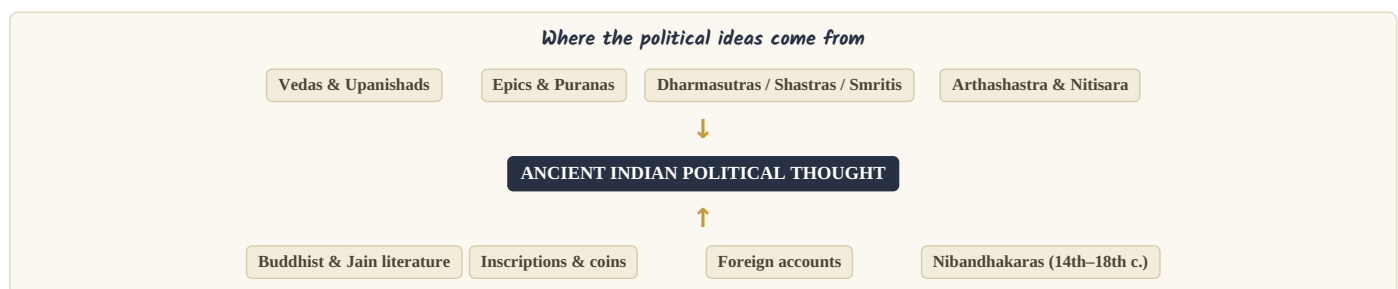 Where the political ideas come from
Vedas & Upanishads
Epics & Puranas
Dharmasutras / Shastras / Smritis
Arthashastra & Nitisara
↓
ANCIENT INDIAN POLITICAL THOUGHT
↑
Buddhist & Jain literature
Inscriptions & coins
Foreign accounts
Nibandhakaras (14th–18th c.)